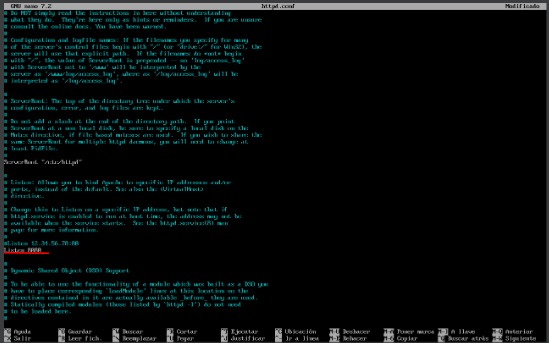 GNU nano 7.2 httpd.conf Modificado
# Do NOT simply read the instructions in here without understanding
# what they do. They're here only as hints or reminders. If you are unsure
# consult the online docs. You have been warned.
#
# Configuration and logfile names: If the filenames you specify for many
# of the server's control files begin with "/" (or "drive:/" for Win32), the
# server will use that explicit path. If the filenames do *not* begin
# with "/", the value of ServerRoot is prepended -- so 'log/access_log'
# with ServerRoot set to '/www' will be interpreted by the
# server as '/www/log/access_log', where as '/log/access_log' will be
# interpreted as '/log/access_log'.
#
# ServerRoot: The top of the directory tree under which the server's
# configuration, error, and log files are kept.
#
# Do not add a slash at the end of the directory path. If you point
# ServerRoot at a non-local disk, be sure to specify a local disk on the
# Mutex directive, if file-based mutexes are used. If you wish to share the
# same ServerRoot for multiple httpd daemons, you will need to change at
# least PidFile.
#
ServerRoot "/etc/httpd"
#
# Listen: Allows you to bind Apache to specific IP addresses and/or
# ports, instead of the default. See also the <VirtualHost>
# directive.
#
# Change this to Listen on a specific IP address, but note that if
# httpd.service is enabled to run at boot time, the address may not be
# available when the service starts. See the httpd.service(8) man
# page for more information.
#
#Listen 12.34.56.78:80
Listen 8080
#
# Dynamic Shared Object (DSO) Support
#
# To be able to use the functionality of a module which was built as a DSO you
# have to place corresponding `LoadModule' lines at this location so the
# directives contained in it are actually available _before_ they are used.
# Statically compiled modules (those listed by `httpd -l') do not need
# to be loaded here.
#
^G Ayuda ^O Guardar ^W Buscar ^K Cortar ^T Ejecutar ^C Ubicación M-U Deshacer M-A Poner marca M-] A llave M-Q Anterior
^X Salir ^R Leer fich. ^\ Reemplazar ^U Pegar ^J Justificar ^/ Ir a línea M-E Rehacer M-6 Copiar ^Q Buscar atrás M-W Siguiente